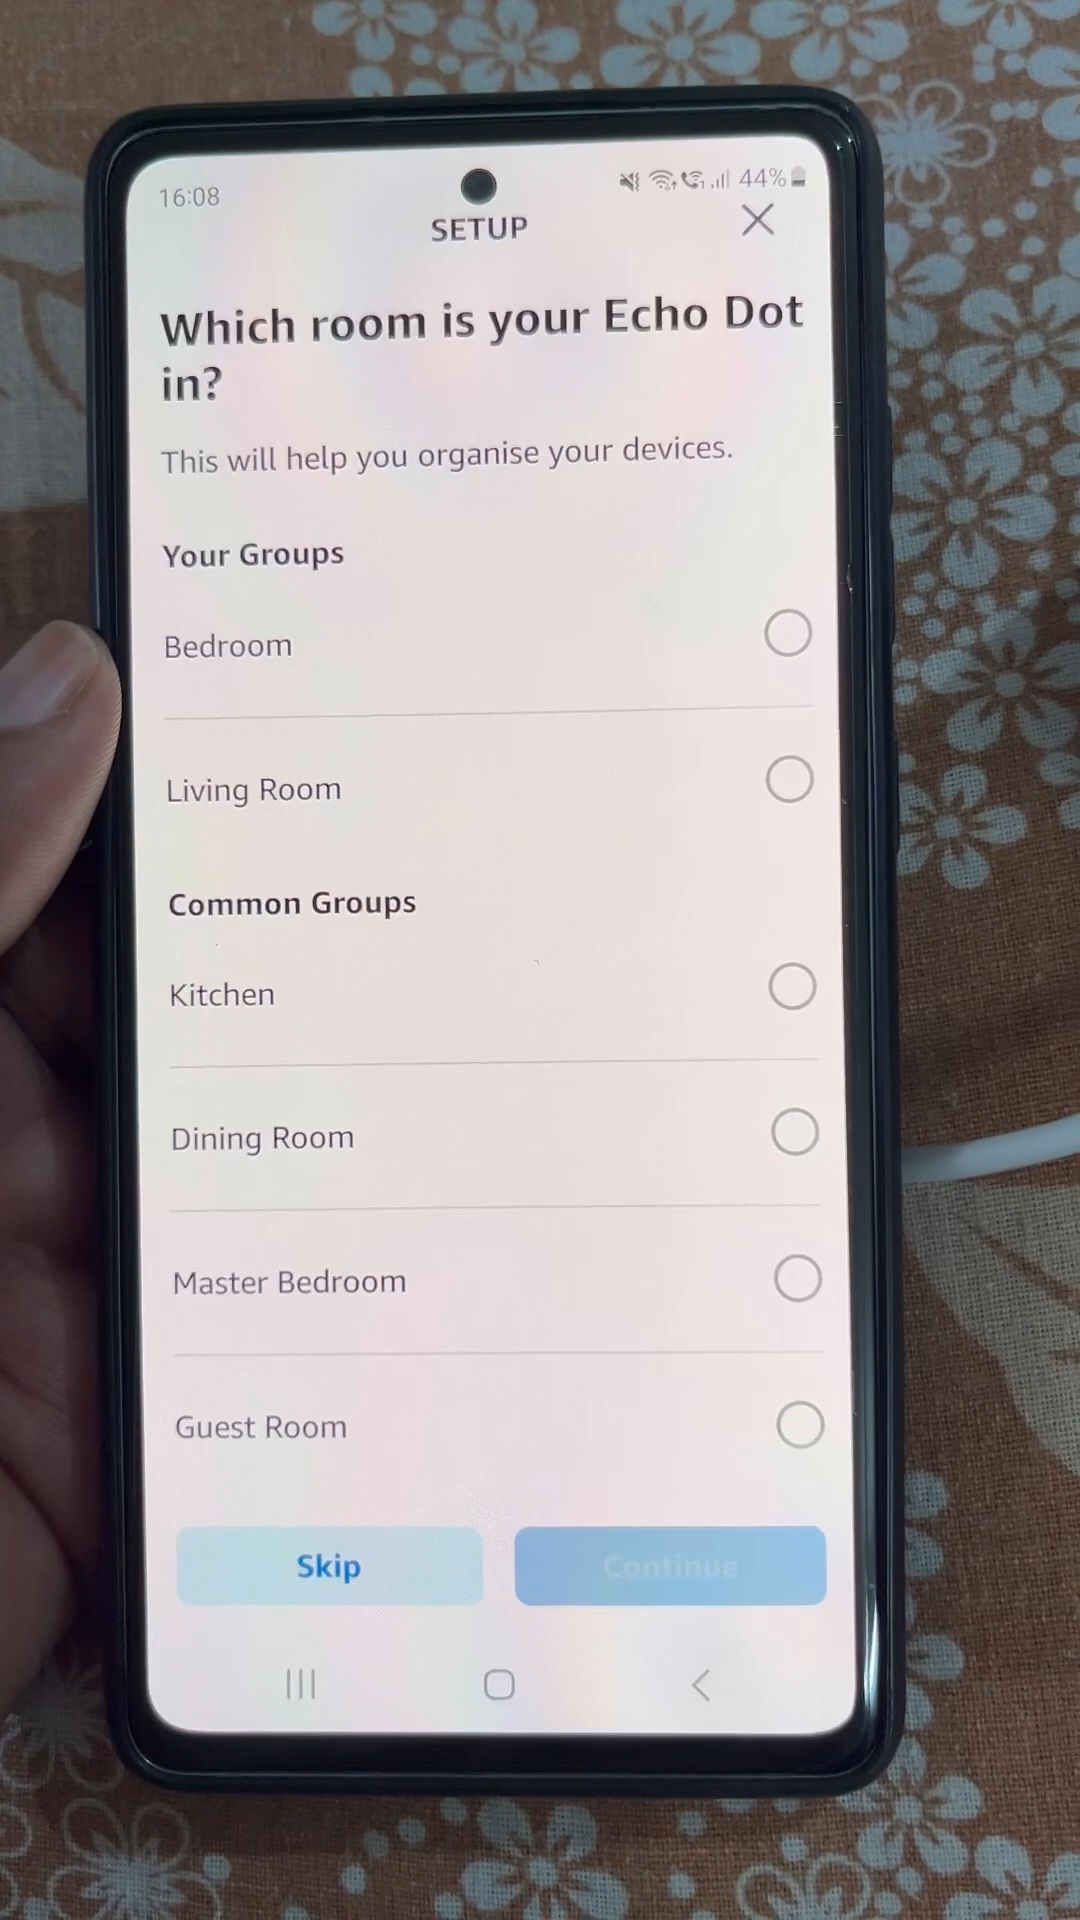 16:08
44%
SETUP
Which room is your Echo Dot
in?
This will help you organise your devices.
Your Groups
Bedroom
Living Room
Common Groups
Kitchen
Dining Room
Master Bedroom
Guest Room
Skip
Continue